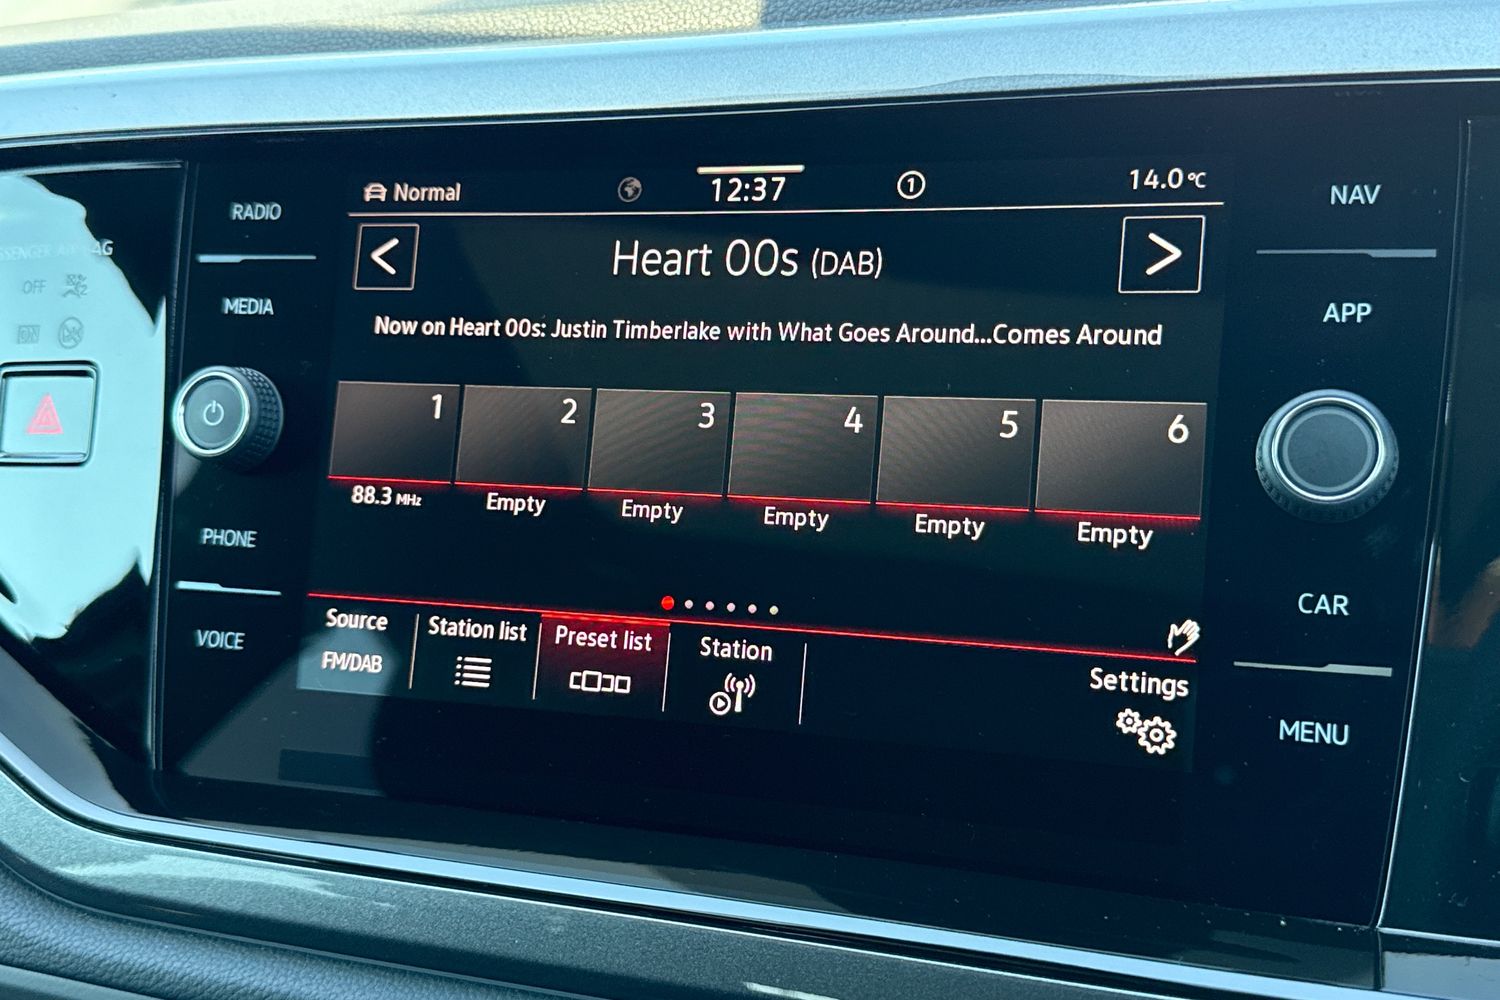 RADIO
MEDIA
PHONE
VOICE
OFF
ON
Normal
12:37
1
14.0°C
Heart 00s (DAB)
Now on Heart 00s: Justin Timberlake with What Goes Around...Comes Around
1 2 3 4 5 6
88.3 MHz Empty Empty Empty Empty Empty
Source Station list Preset list Station
FM/DAB
Settings
NAV
APP
CAR
MENU